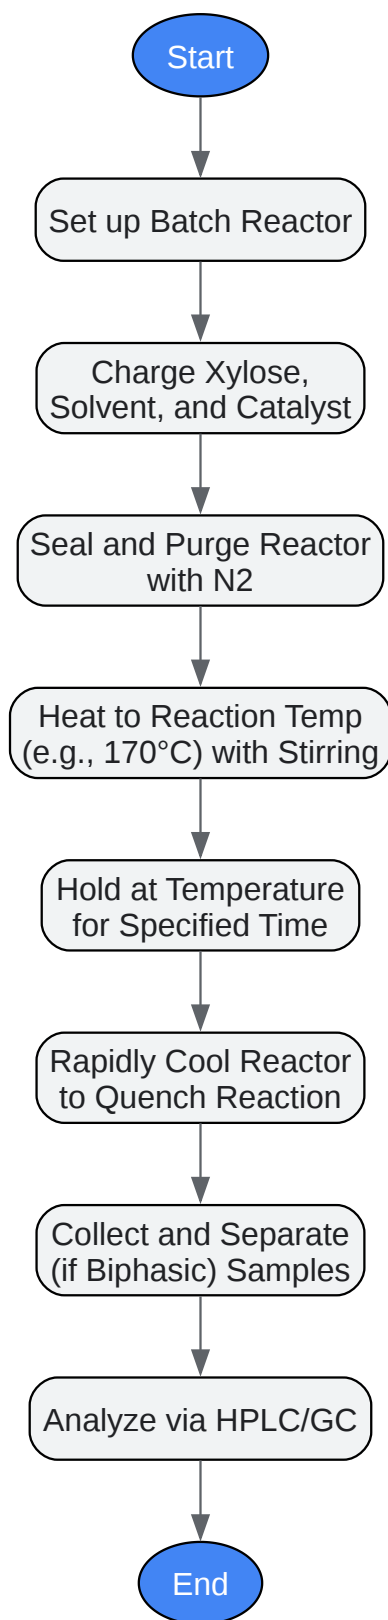 Start
Set up Batch Reactor
Charge Xylose,
Solvent, and Catalyst
Seal and Purge Reactor
with N2
Heat to Reaction Temp
(e.g., 170°C) with Stirring
Hold at Temperature
for Specified Time
Rapidly Cool Reactor
to Quench Reaction
Collect and Separate
(if Biphasic) Samples
Analyze via HPLC/GC
End